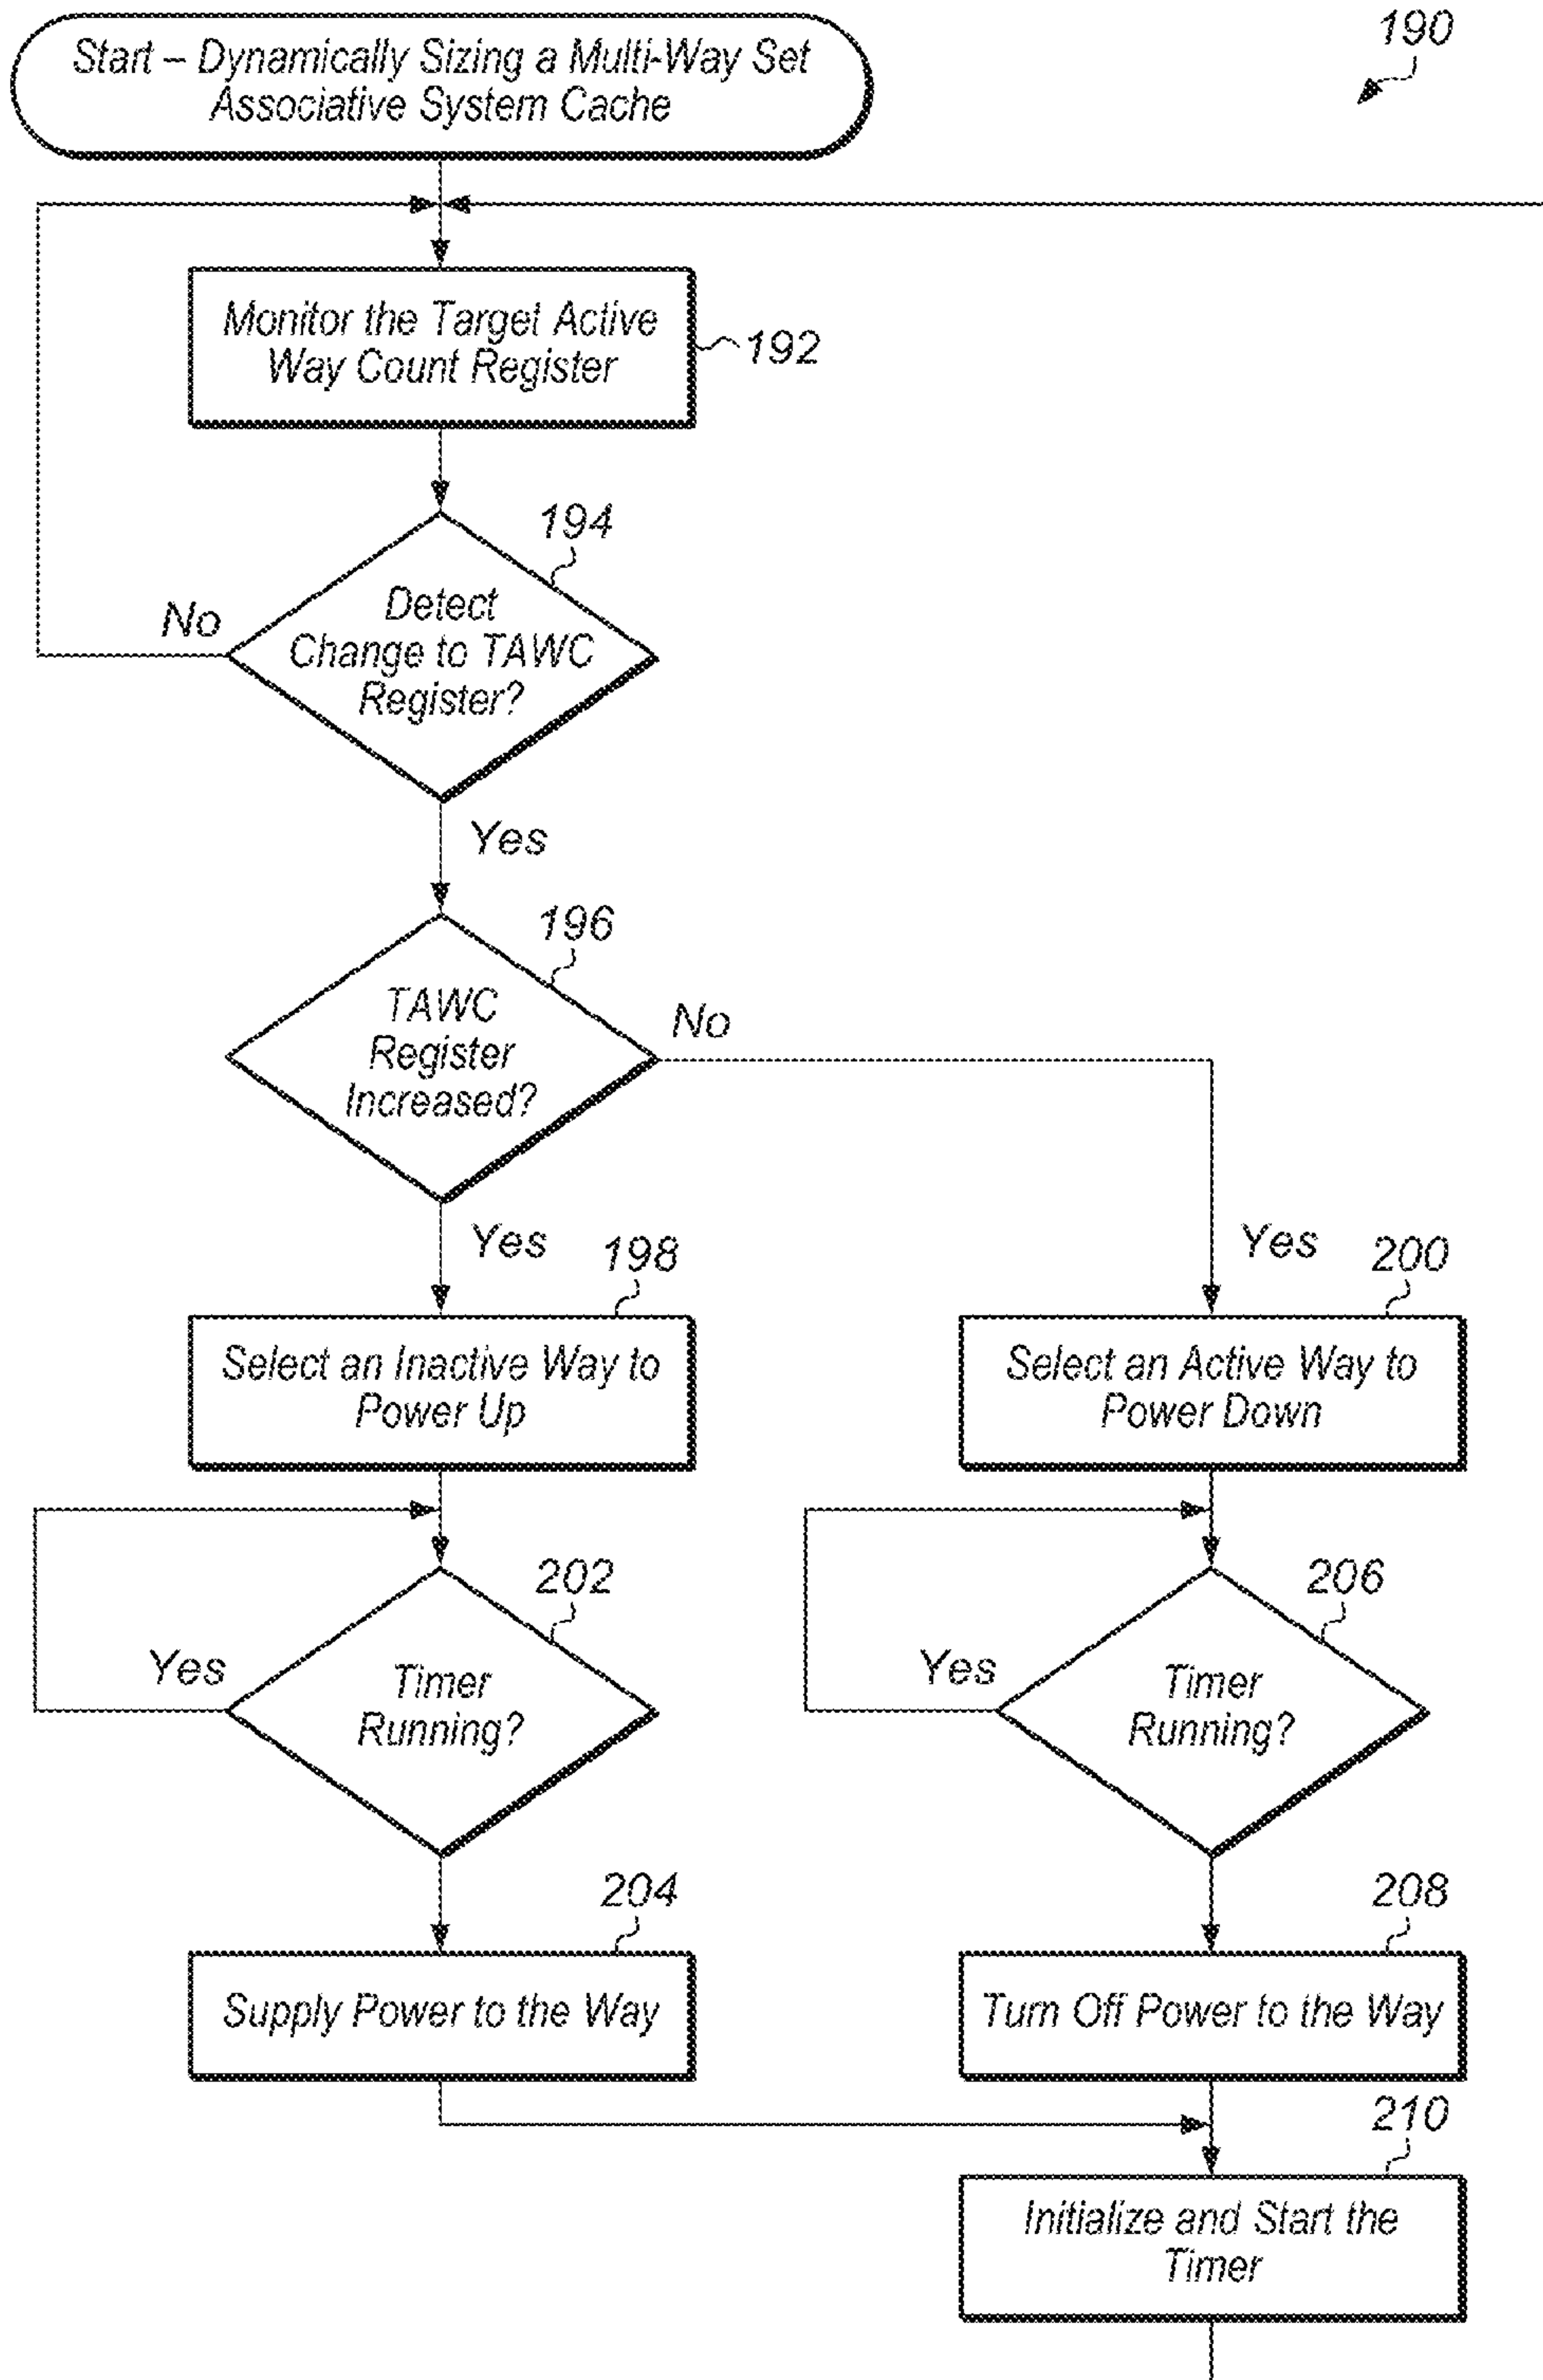 190
Start – Dynamically Sizing a Multi-Way Set
Associative System Cache
Monitor the Target Active
Way Count Register
192
194
Detect
Change to TAWC
Register?
No
Yes
196
TAWC
Register
Increased?
No
Yes
198
Yes
200
Select an Inactive Way to
Power Up
Select an Active Way to
Power Down
202
Timer
Running?
Yes
206
Timer
Running?
Yes
204
Supply Power to the Way
208
Turn Off Power to the Way
210
Initialize and Start the
Timer